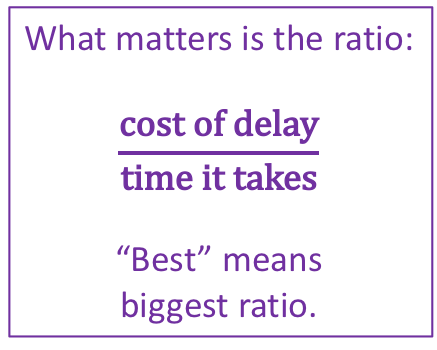 What matters is the ratio:
cost of delay
time it takes
“Best” means
biggest ratio.